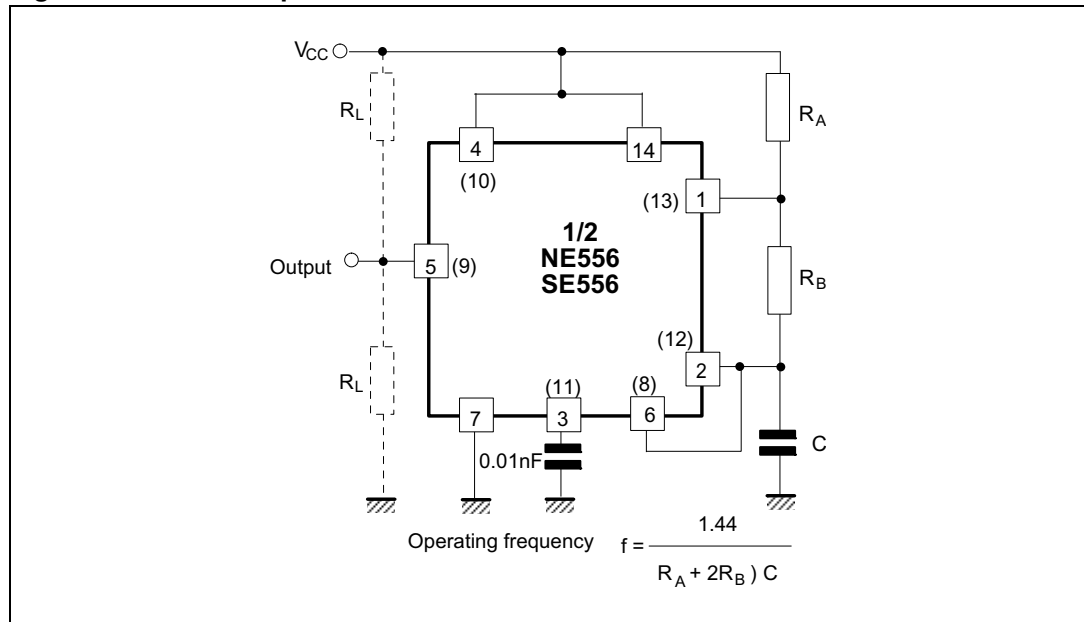 VCC
RL
RA
4
14
(10)
(13) 1
1/2
NE556
SE556
Output
5 (9)
RB
(12)
2
RL
(11)
(8)
7
3
6
0.01nF
C
Operating frequency f = 1.44
RA + 2RB ) C